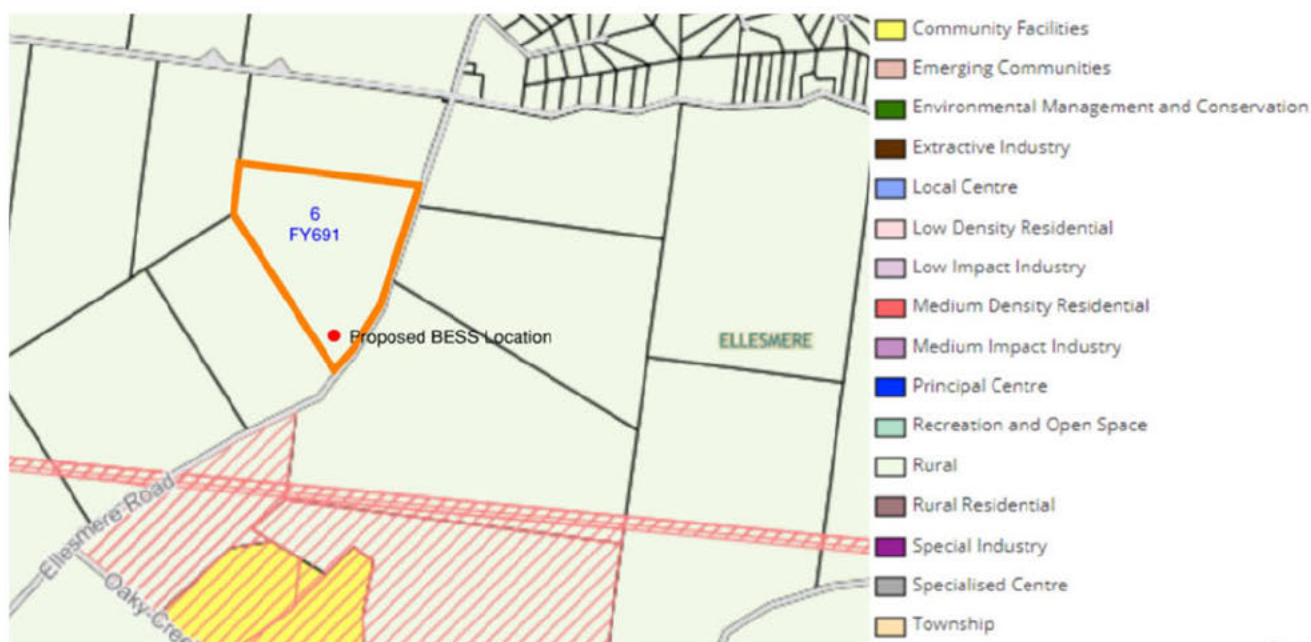 6
FY691
Proposed BESS Location
ELLESMERE
Ellesmere Road
Oaky Creek
Community Facilities
Emerging Communities
Environmental Management and Conservation
Extractive Industry
Local Centre
Low Density Residential
Low Impact Industry
Medium Density Residential
Medium Impact Industry
Principal Centre
Recreation and Open Space
Rural
Rural Residential
Special Industry
Specialised Centre
Township